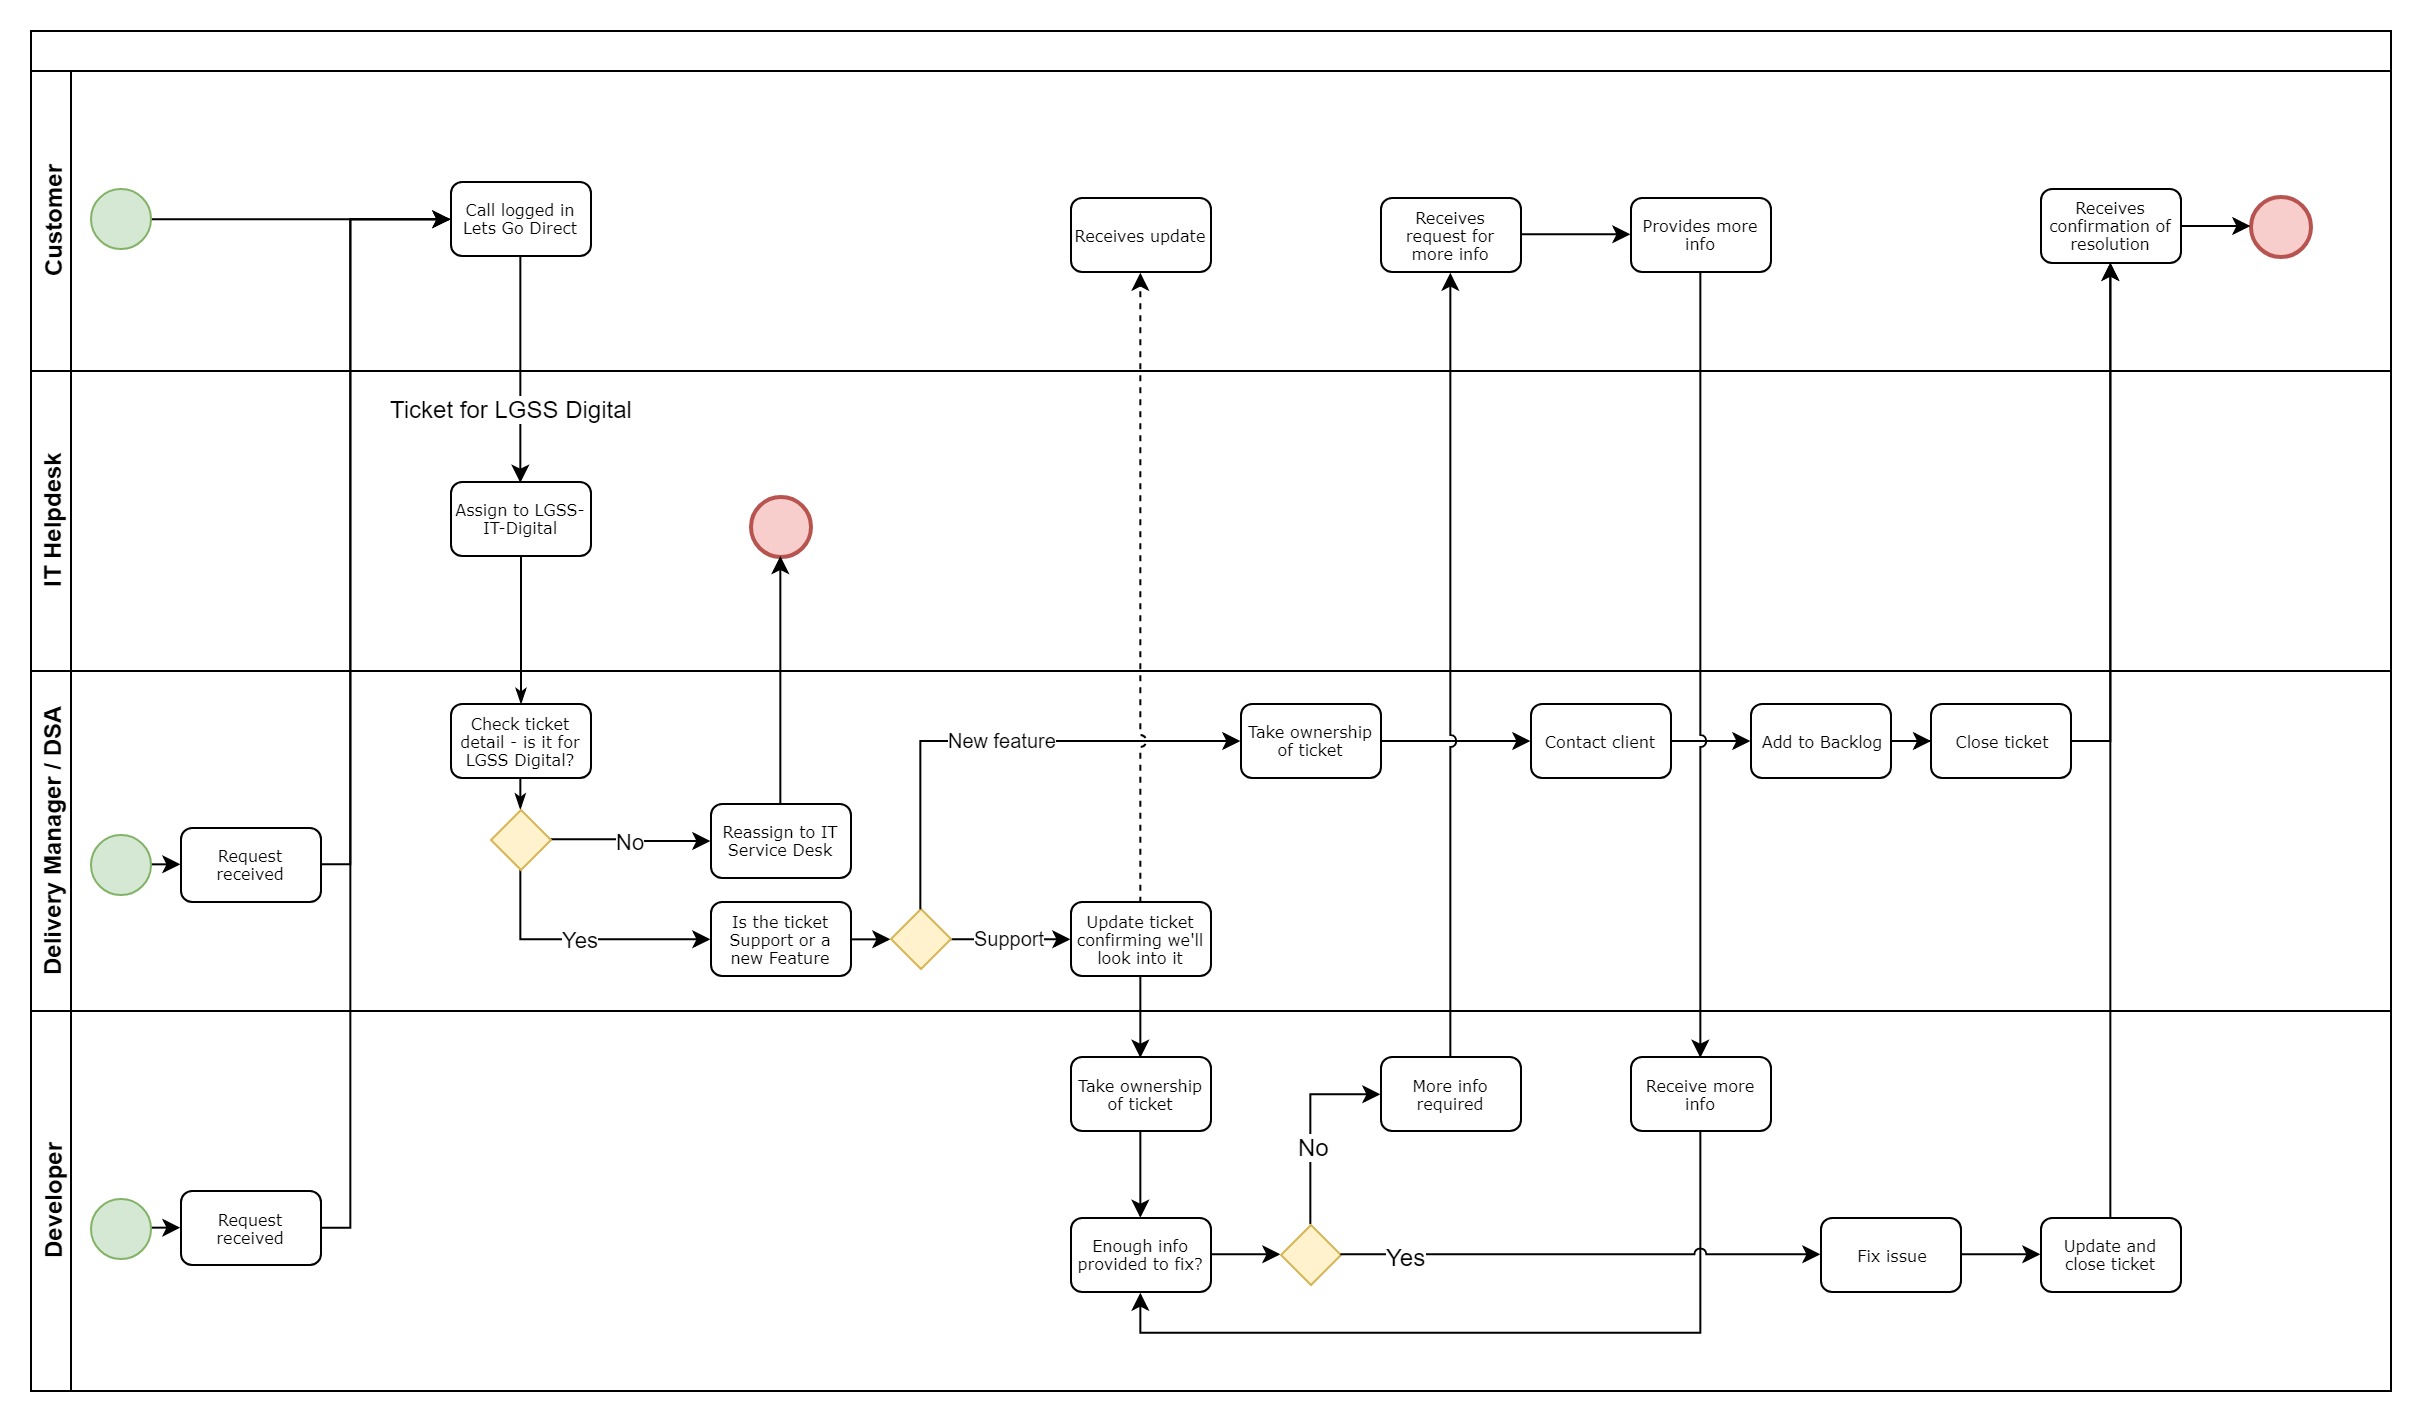 Customer
Call logged in
Lets Go Direct
Receives update
Receives
request for
more info
Provides more
info
Receives
confirmation of
resolution
IT Helpdesk
Ticket for LGSS Digital
Assign to LGSS-
IT-Digital
Delivery Manager / DSA
Request
received
Check ticket
detail - is it for
LGSS Digital?
No
Reassign to IT
Service Desk
Yes
Is the ticket
Support or a
new Feature
New feature
Support
Update ticket
confirming we'll
look into it
Take ownership
of ticket
Contact client
Add to Backlog
Close ticket
Developer
Request
received
Take ownership
of ticket
Enough info
provided to fix?
No
More info
required
Yes
Receive more
info
Fix issue
Update and
close ticket